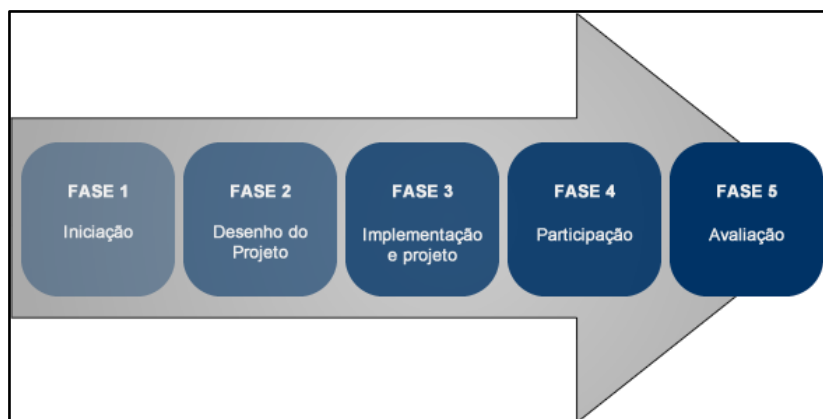 FASE 1
Iniciação
FASE 2
Desenho do
Projeto
FASE 3
Implementação
e projeto
FASE 4
Participação
FASE 5
Avaliação